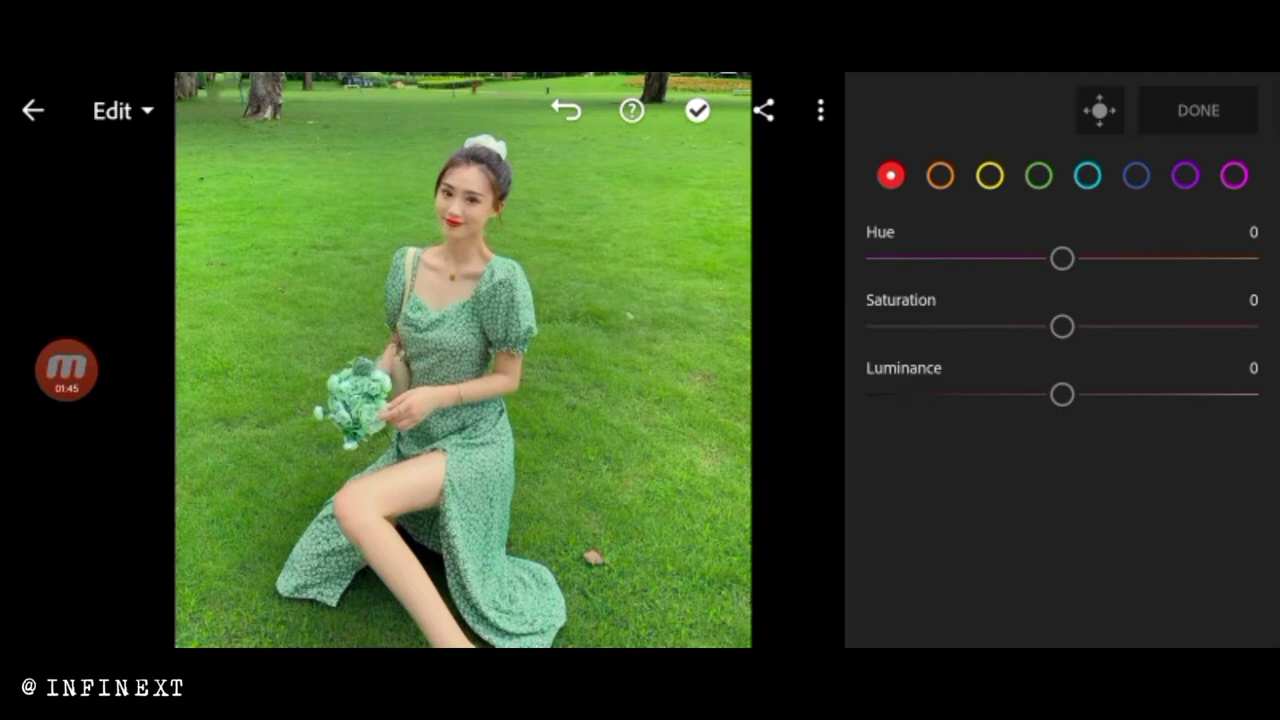 Edit
DONE
Hue 0
Saturation 0
Luminance 0
01:45
@INFINEXT